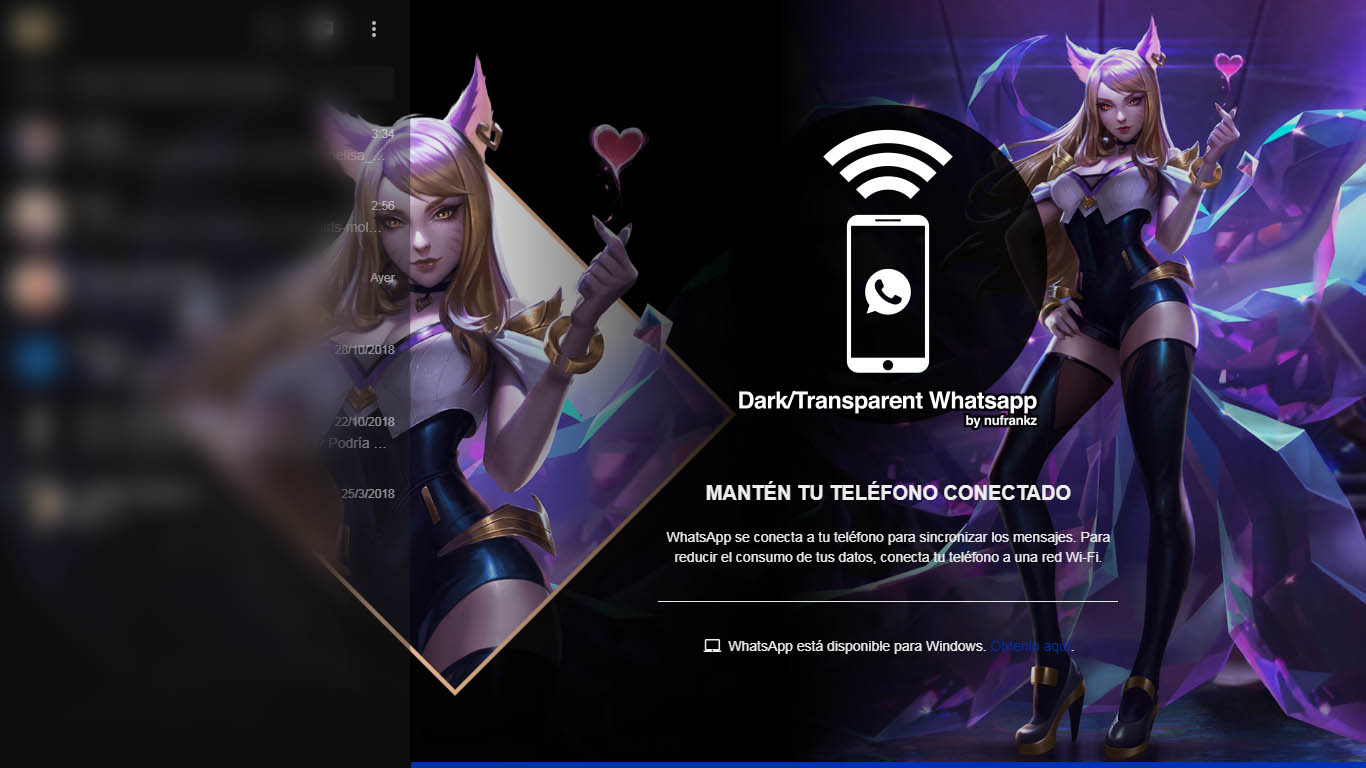 3:34
2:56
Ayer
28/10/2018
22/10/2018
? Podría ...
25/3/2018
Dark/Transparent Whatsapp
by nufrankz
MANTÉN TU TELÉFONO CONECTADO
WhatsApp se conecta a tu teléfono para sincronizar los mensajes. Para
reducir el consumo de tus datos, conecta tu teléfono a una red Wi-Fi.
WhatsApp está disponible para Windows. Obtenlo aquí.